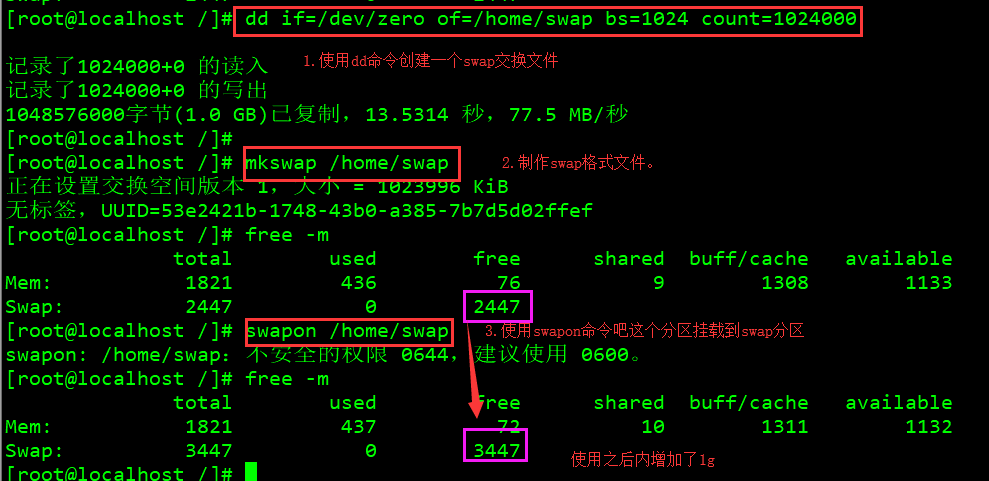 [root@localhost /]# dd if=/dev/zero of=/home/swap bs=1024 count=1024000
1.使用dd命令创建一个swap交换文件
记录了1024000+0 的读入
记录了1024000+0 的写出
1048576000字节(1.0 GB)已复制，13.5314 秒，77.5 MB/秒
[root@localhost /]#
[root@localhost /]# mkswap /home/swap 2.制作swap格式文件。
正在设置交换空间版本 1，大小 = 1023996 KiB
无标签，UUID=53e2421b-1748-43b0-a385-7b7d5d02ffef
[root@localhost /]# free -m
total used free shared buff/cache available
Mem: 1821 436 76 9 1308 1133
Swap: 2447 0 2447
[root@localhost /]# swapon /home/swap 3.使用swapon命令吧这个分区挂载到swap分区
swapon: /home/swap：不安全的权限 0644，建议使用 0600。
[root@localhost /]# free -m
total used free shared buff/cache available
Mem: 1821 437 72 10 1311 1132
Swap: 3447 0 3447 使用之后内增加了1g
[root@localhost /]#